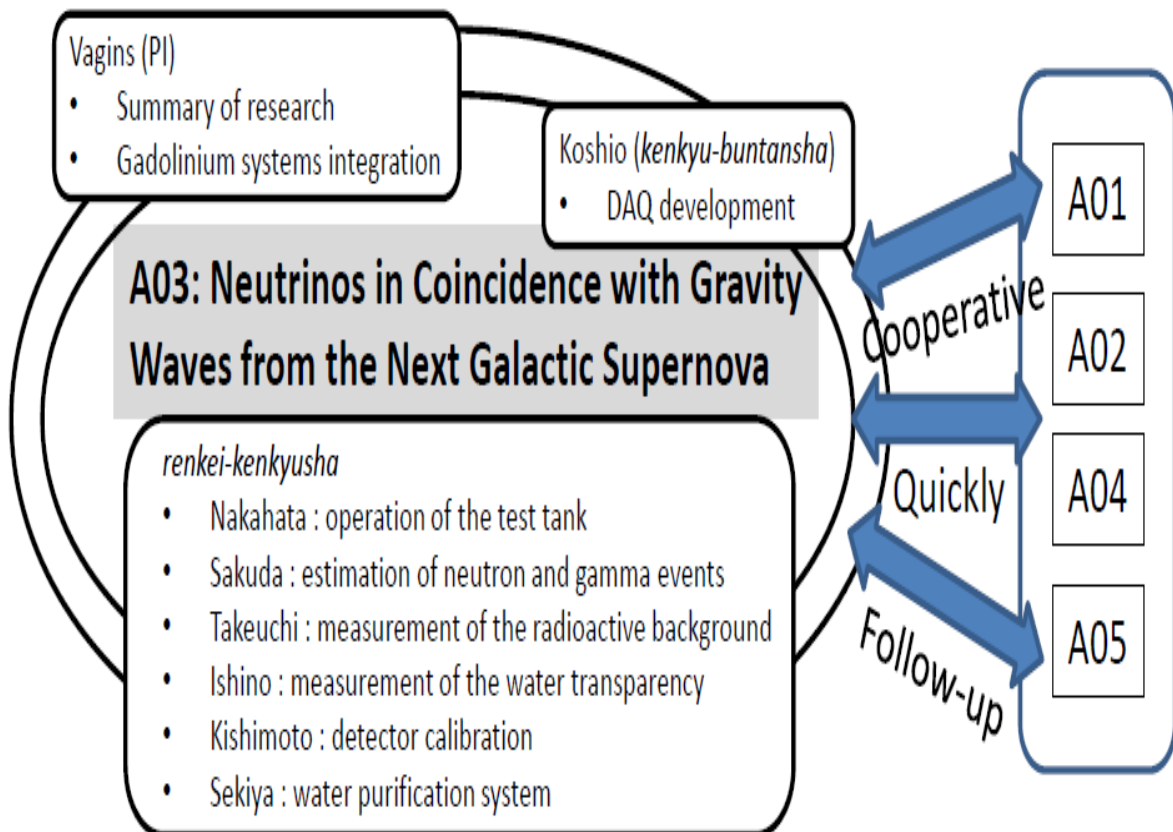 Vagins (PI)
• Summary of research
• Gadolinium systems integration
Koshio (kenkyu-buntansha)
• DAQ development
A03: Neutrinos in Coincidence with Gravity
Waves from the Next Galactic Supernova
renkei-kenkyusha
• Nakahata : operation of the test tank
• Sakuda : estimation of neutron and gamma events
• Takeuchi : measurement of the radioactive background
• Ishino : measurement of the water transparency
• Kishimoto : detector calibration
• Sekiya : water purification system
Cooperative
Quickly
Follow-up
A01
A02
A04
A05